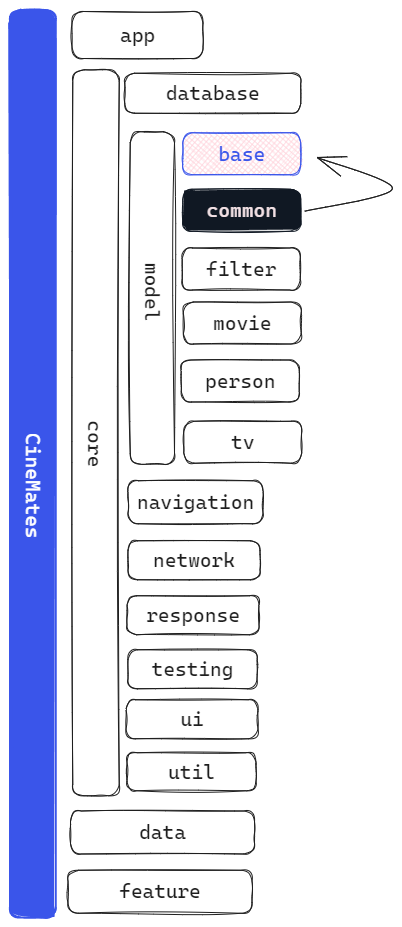 CineMates
app
core
database
model
base
common
filter
movie
person
tv
navigation
network
response
testing
ui
util
data
feature